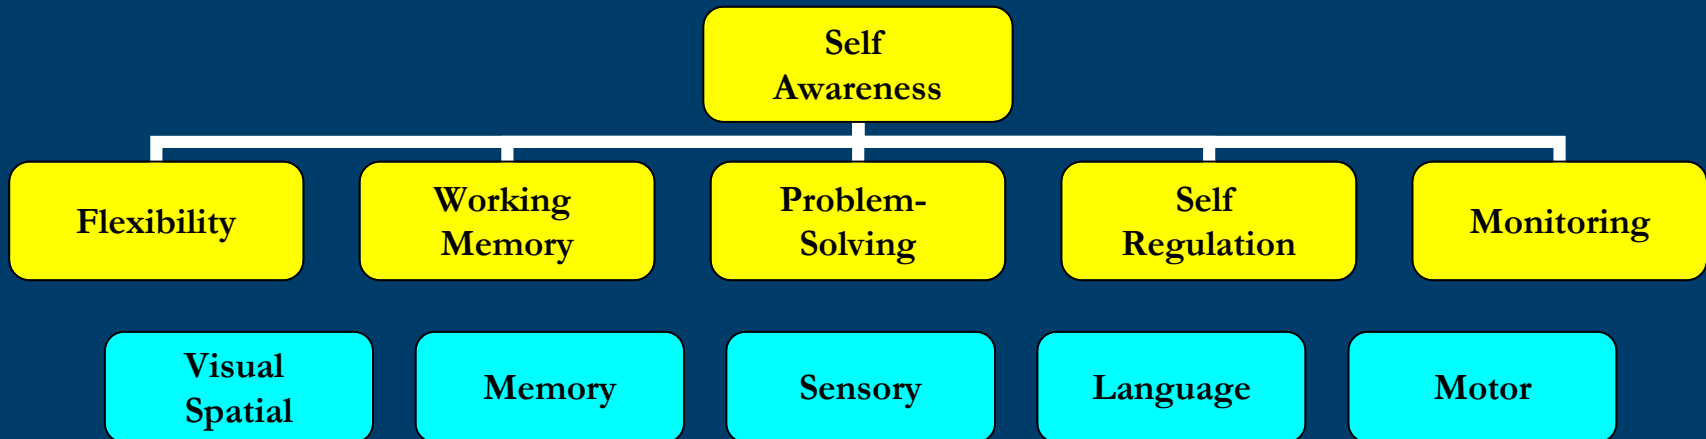 Self
Awareness
Flexibility
Working
Memory
Problem-
Solving
Self
Regulation
Monitoring
Visual
Spatial
Memory
Sensory
Language
Motor